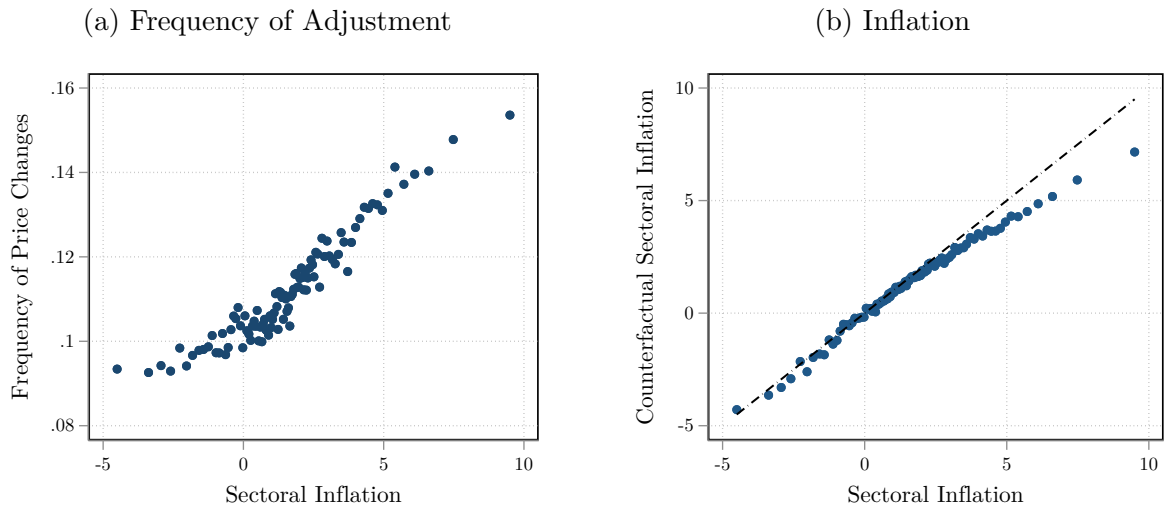 (a) Frequency of Adjustment
Frequency of Price Changes
.16
.14
.12
.1
.08
-5
0
5
10
Sectoral Inflation
(b) Inflation
Counterfactual Sectoral Inflation
10
5
0
-5
-5
0
5
10
Sectoral Inflation